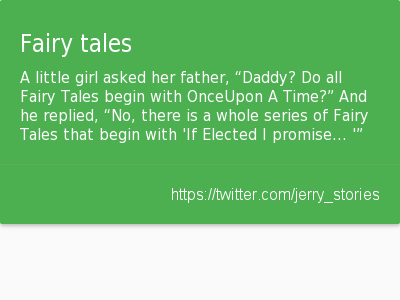 Fairy tales
A little girl asked her father, “Daddy? Do all
Fairy Tales begin with OnceUpon A Time?” And
he replied, “No, there is a whole series of Fairy
Tales that begin with 'If Elected I promise... '”
https://twitter.com/jerry_stories